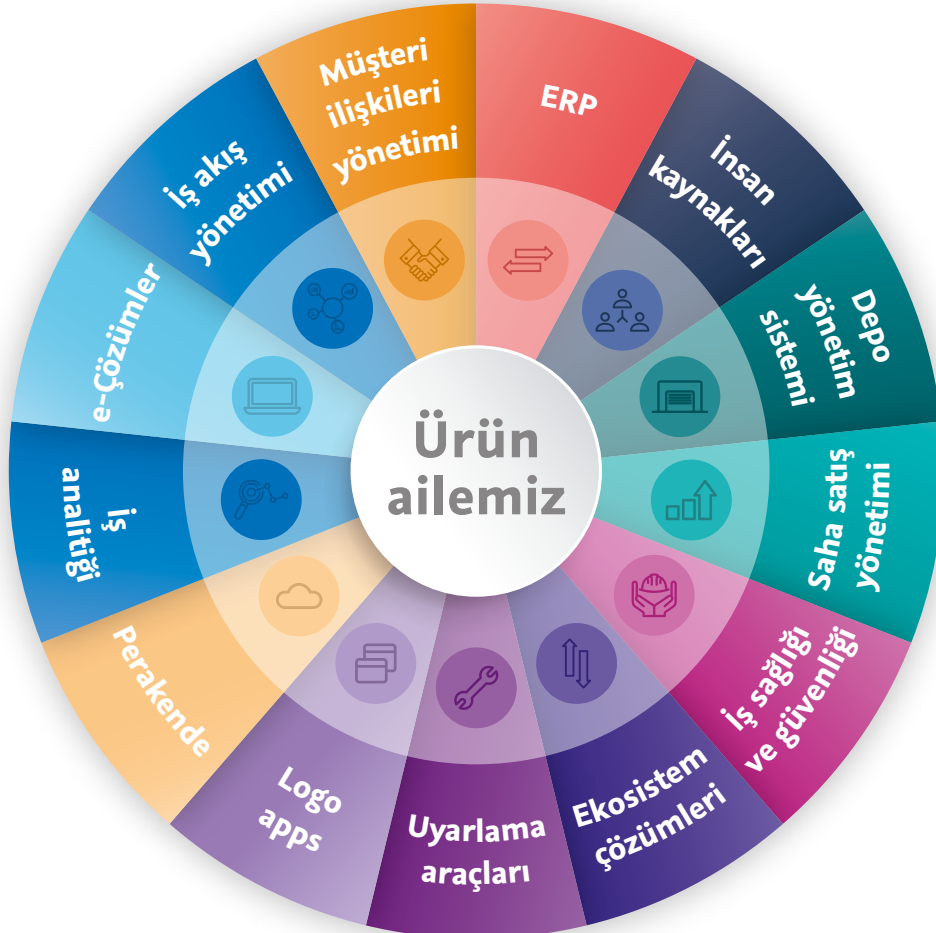 Ürün
ailemiz
ERP
İnsan
kaynakları
Depo
yönetim
sistemi
Saha satış
yönetimi
İş sağlığı
ve güvenliği
Ekosistem
çözümleri
Uyarlama
araçları
Logo
apps
Perakende
İş
analitiği
e-Çözümler
İş akış
yönetimi
Müşteri
ilişkileri
yönetimi